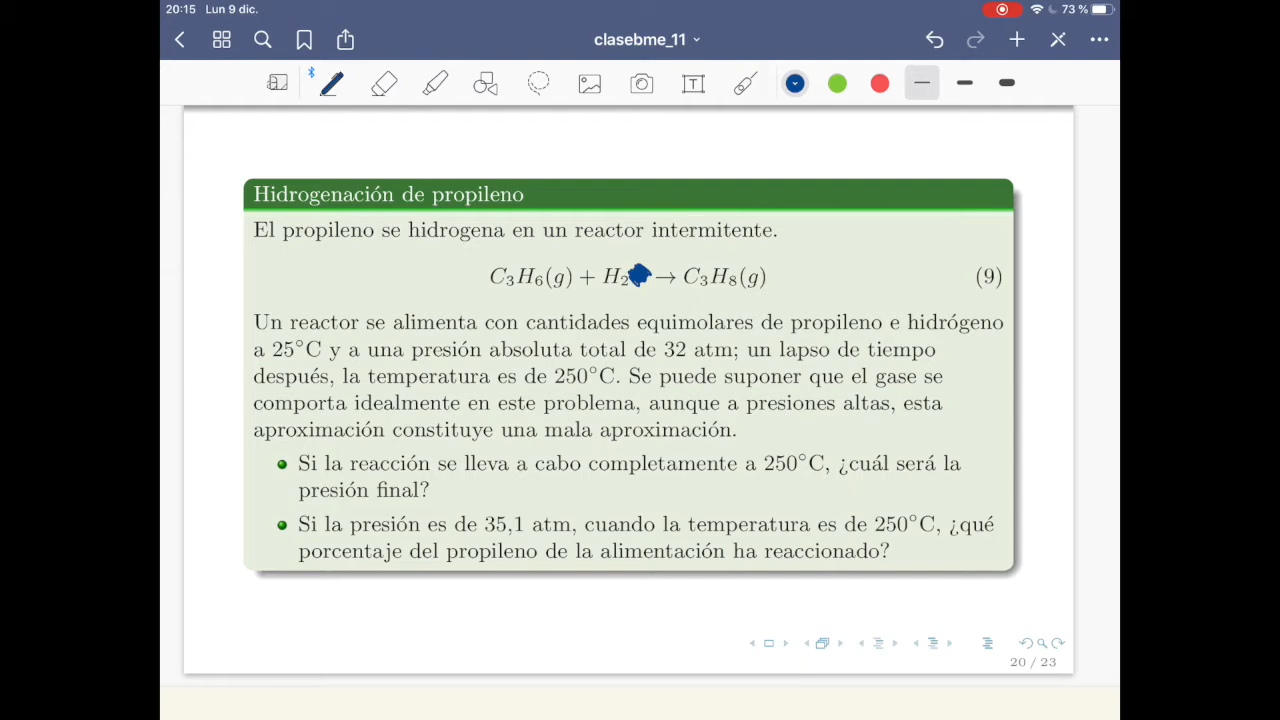 20:15 Lun 9 dic. 73 %
clasebme_11
T
Hidrogenación de propileno
El propileno se hidrogena en un reactor intermitente.
C₃H₆(g) + H₂ → C₃H₈(g) (9)
Un reactor se alimenta con cantidades equimolares de propileno e hidrógeno
a 25°C y a una presión absoluta total de 32 atm; un lapso de tiempo
después, la temperatura es de 250°C. Se puede suponer que el gase se
comporta idealmente en este problema, aunque a presiones altas, esta
aproximación constituye una mala aproximación.
Si la reacción se lleva a cabo completamente a 250°C, ¿cuál será la
presión final?
Si la presión es de 35,1 atm, cuando la temperatura es de 250°C, ¿qué
porcentaje del propileno de la alimentación ha reaccionado?
20 / 23